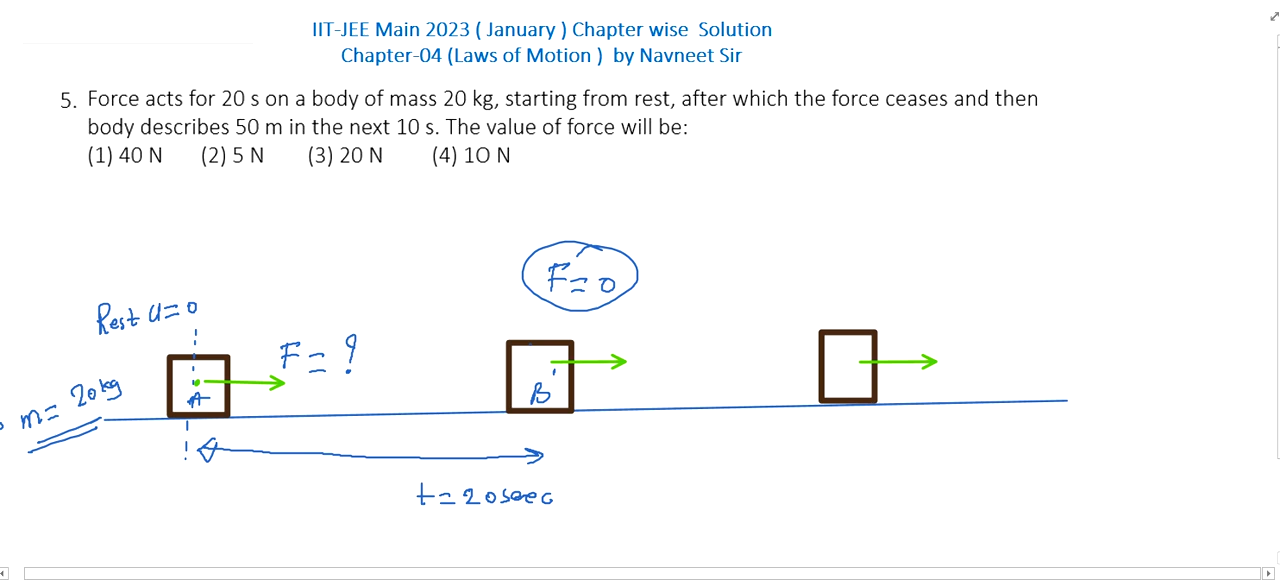 IIT-JEE Main 2023 ( January ) Chapter wise Solution
Chapter-04 (Laws of Motion ) by Navneet Sir
5. Force acts for 20 s on a body of mass 20 kg, starting from rest, after which the force ceases and then
body describes 50 m in the next 10 s. The value of force will be:
(1) 40 N (2) 5 N (3) 20 N (4) 1O N
F=0
Rest u=0
F=?
m=20kg
A
B
t=20sec